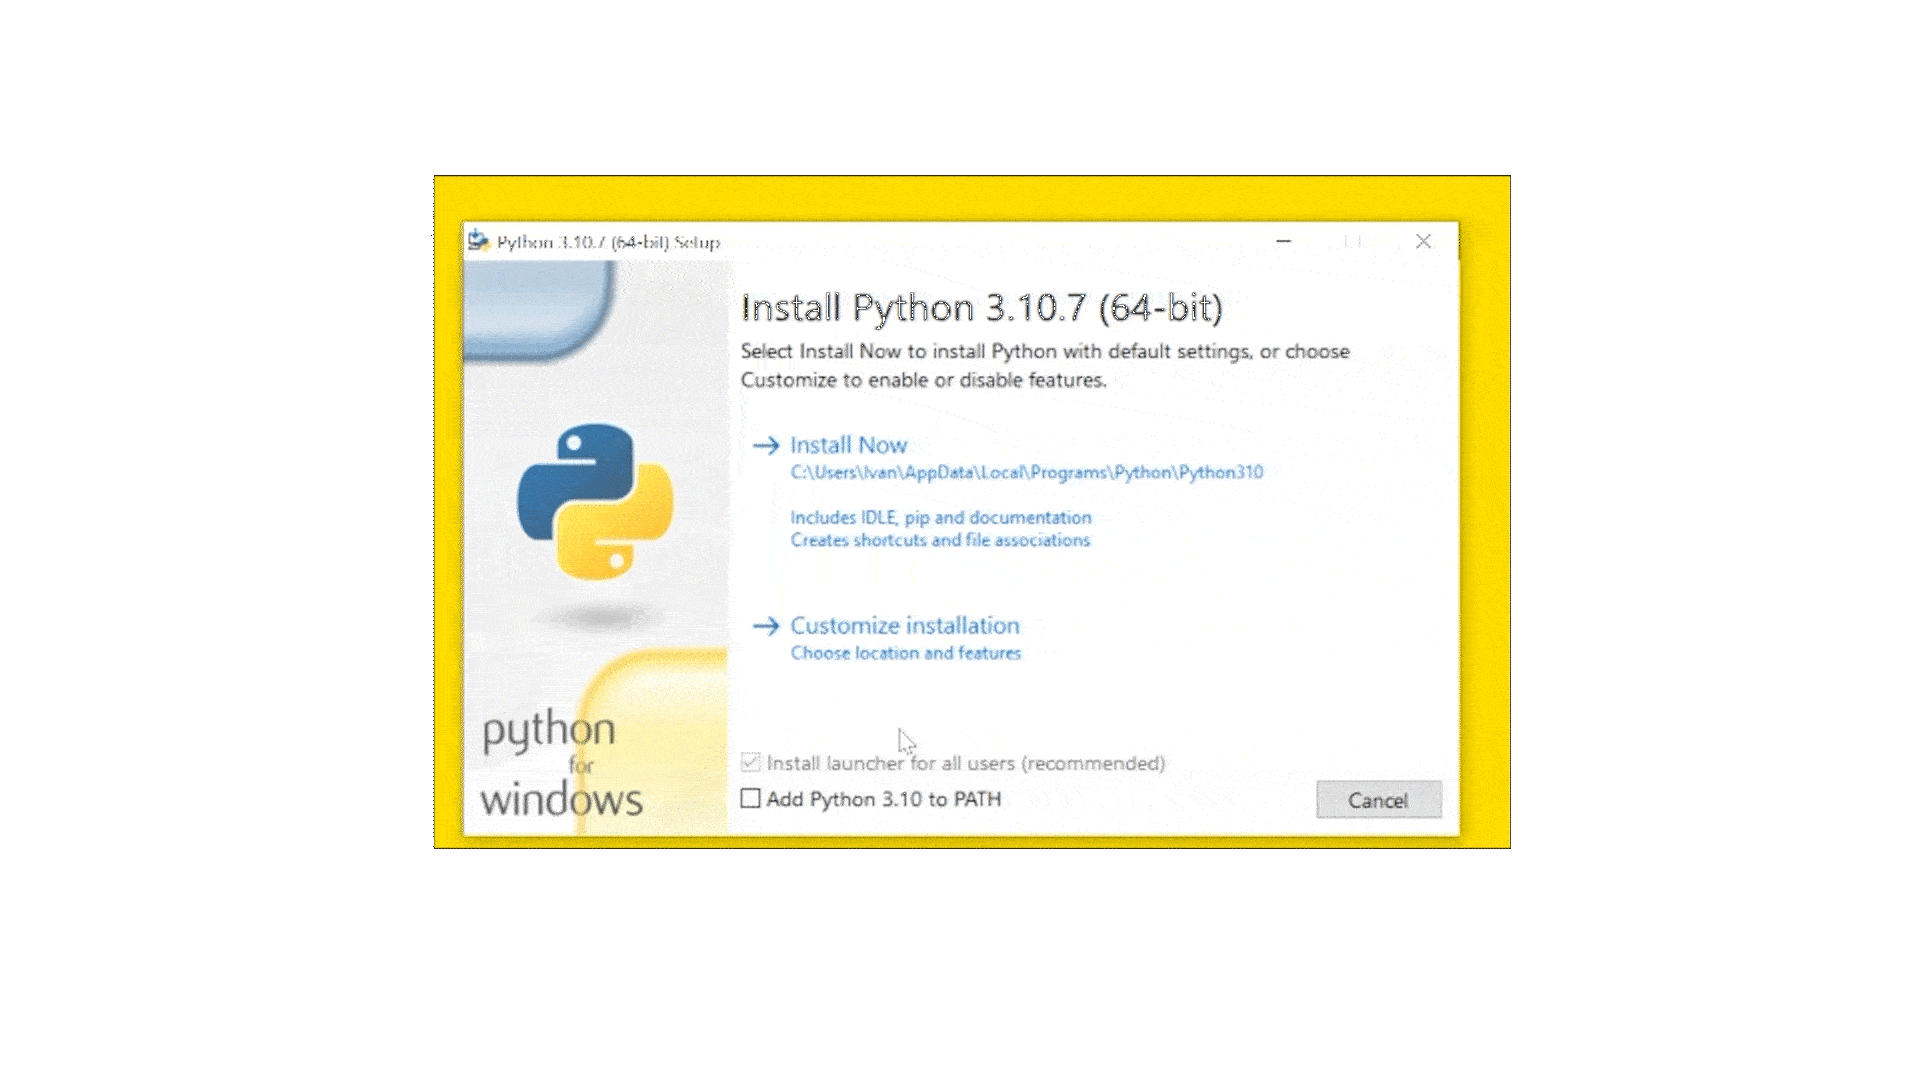 Python 3.10.7 (64-bit) Setup
Install Python 3.10.7 (64-bit)
Select Install Now to install Python with default settings, or choose
Customize to enable or disable features.
→ Install Now
C:\Users\Ivan\AppData\Local\Programs\Python\Python310
Includes IDLE, pip and documentation
Creates shortcuts and file associations
→ Customize installation
Choose location and features
python
for
windows
Install launcher for all users (recommended)
Add Python 3.10 to PATH
Cancel